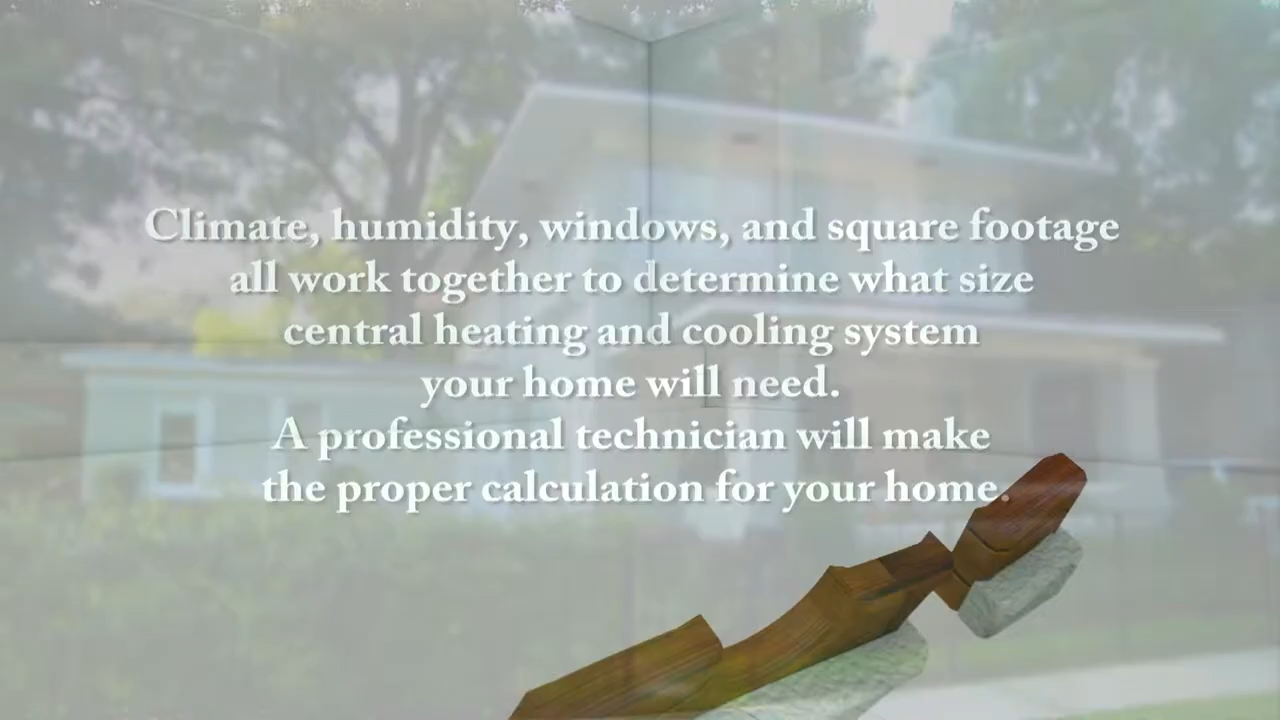 Climate, humidity, windows, and square footage
all work together to determine what size
central heating and cooling system
your home will need.
A professional technician will make
the proper calculation for your home.